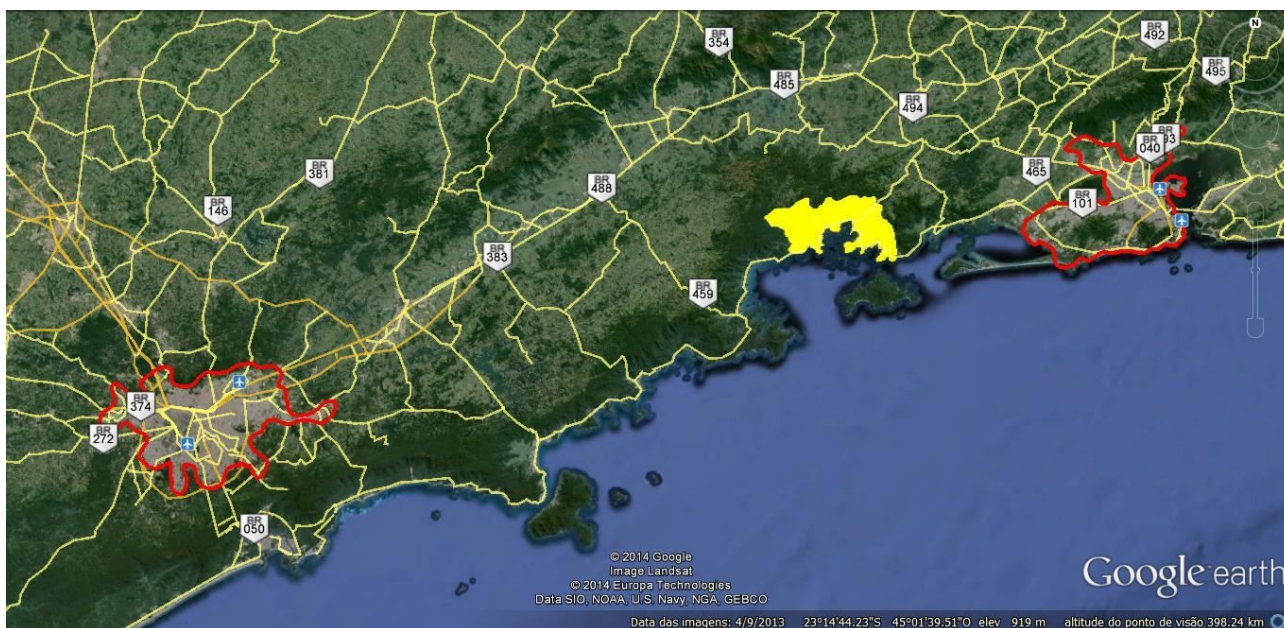 BR
354
BR
492
BR
495
BR
485
BR
494
BR
381
BR
488
BR
146
BR
465
BR
040
93
BR
101
BR
383
BR
459
BR
374
BR
272
BR
050
N
© 2014 Google
Image Landsat
© 2014 Europa Technologies
Data SIO, NOAA, U.S. Navy, NGA, GEBCO
Google earth
Data das imagens: 4/9/2013 23°14'44.23"S 45°01'39.51"O elev 919 m altitude do ponto de visão 398.24 km